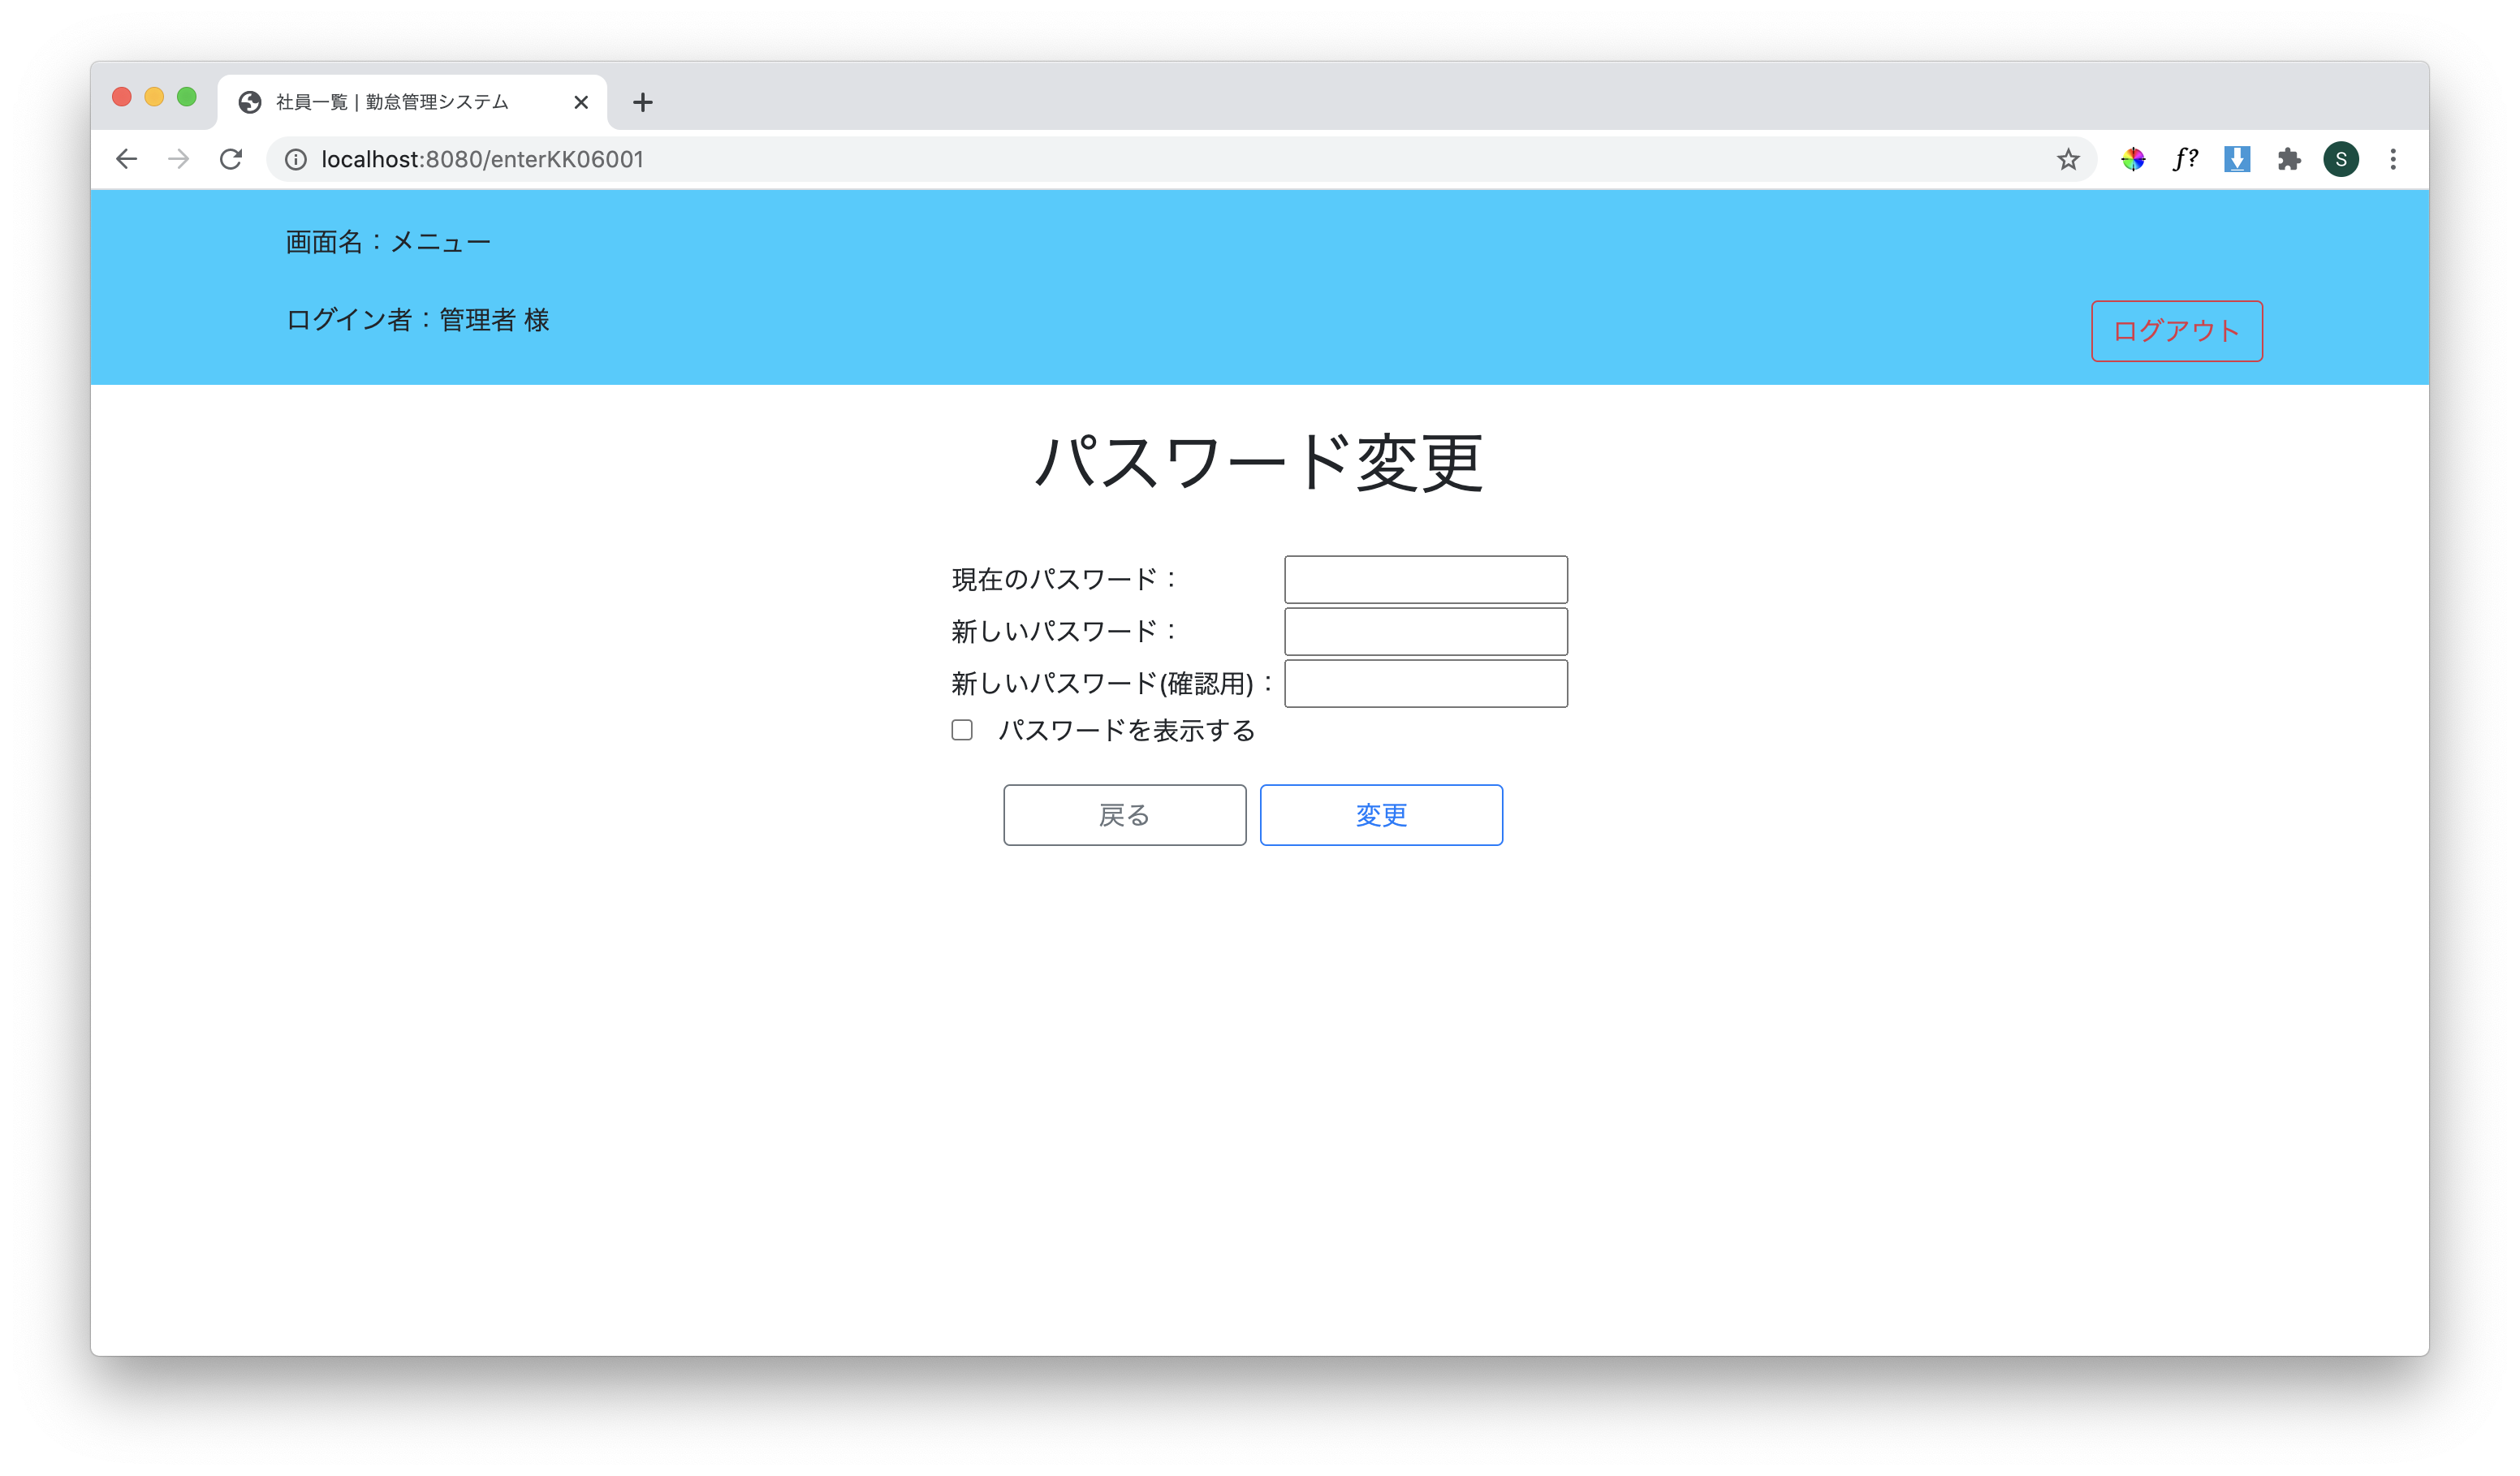 社員一覧 | 勤怠管理システム
localhost:8080/enterKK06001
f?
S
画面名：メニュー
ログイン者：管理者 様
ログアウト
パスワード変更
現在のパスワード：
新しいパスワード：
新しいパスワード(確認用)：
パスワードを表示する
戻る 変更